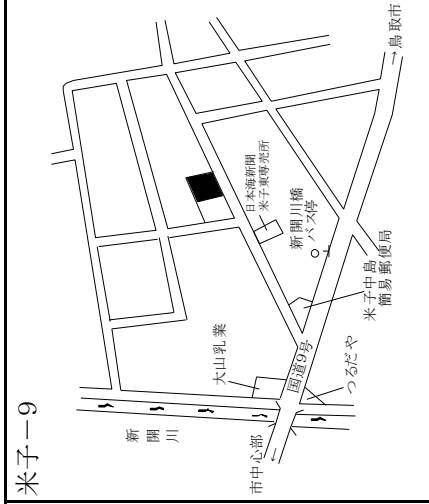 米子－9
新開川
市中心部
←
大山乳業
国道9号
つるだや
日本海新聞
米子東専売所
新開川橋
バス停
米子中島
簡易郵便局
→鳥取市